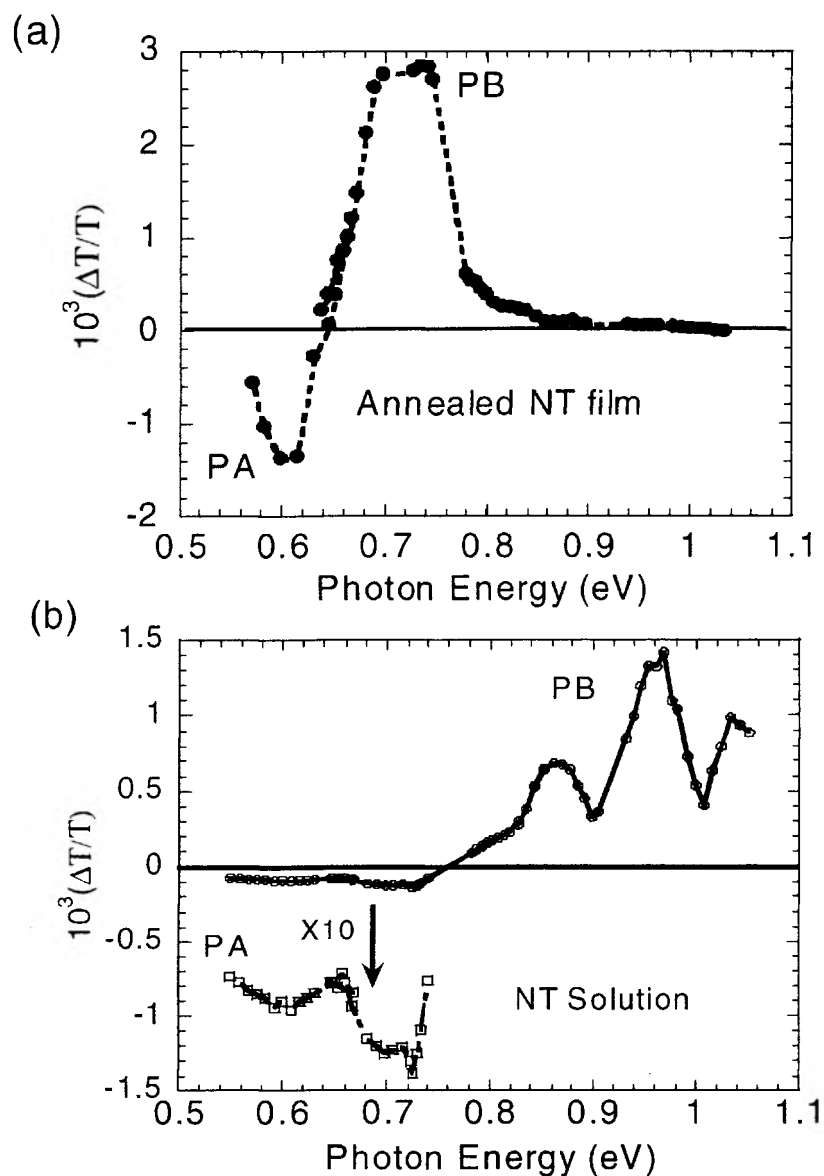 (a)
3
2
1
0
-1
-2
10³(ΔT/T)
PB
PA
Annealed NT film
0.5 0.6 0.7 0.8 0.9 1 1.1
Photon Energy (eV)
(b)
1.5
1
0.5
0
-0.5
-1
-1.5
10³(ΔT/T)
PB
PA
X10
NT Solution
0.5 0.6 0.7 0.8 0.9 1 1.1
Photon Energy (eV)